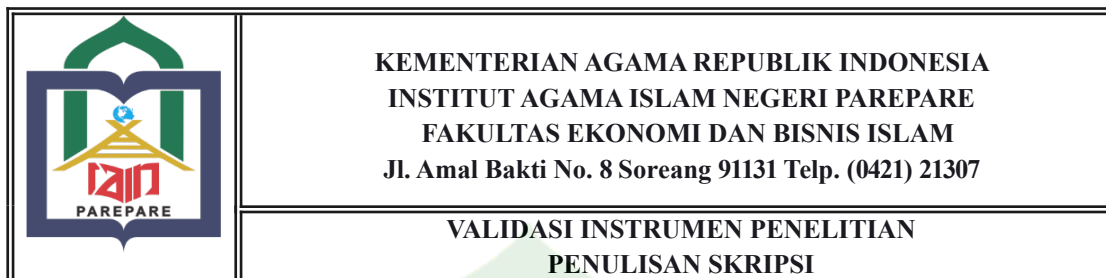 KEMENTERIAN AGAMA REPUBLIK INDONESIA
INSTITUT AGAMA ISLAM NEGERI PAREPARE
FAKULTAS EKONOMI DAN BISNIS ISLAM
Jl. Amal Bakti No. 8 Soreang 91131 Telp. (0421) 21307
iain
PAREPARE
VALIDASI INSTRUMEN PENELITIAN
PENULISAN SKRIPSI